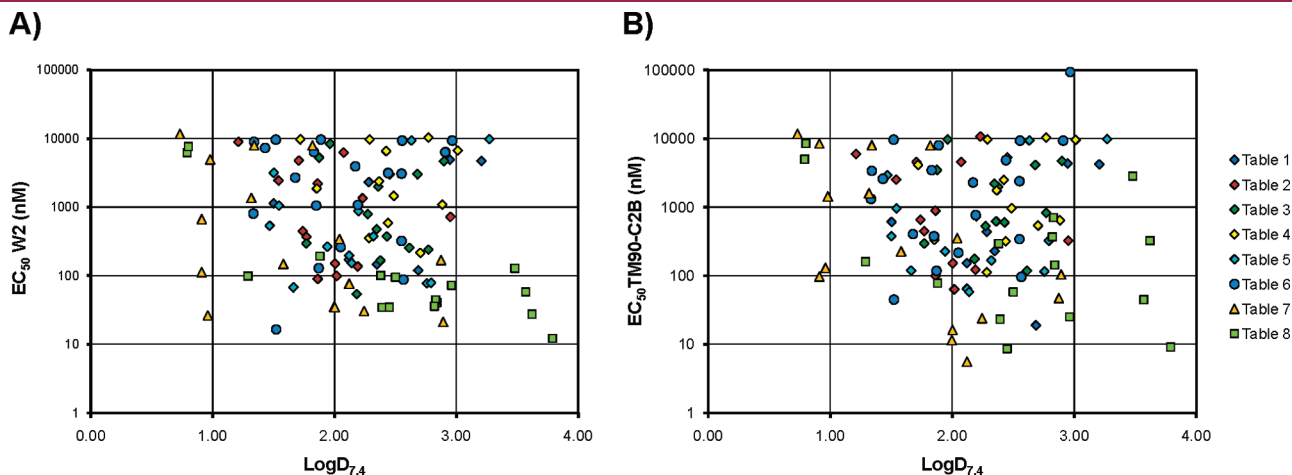 A)
B)
100000
10000
1000
100
10
1
EC50 W2 (nM)
0.00 1.00 2.00 3.00 4.00
LogD7.4
100000
10000
1000
100
10
1
EC50TM90-C2B (nM)
0.00 1.00 2.00 3.00 4.00
LogD7.4
Table 1
Table 2
Table 3
Table 4
Table 5
Table 6
Table 7
Table 8